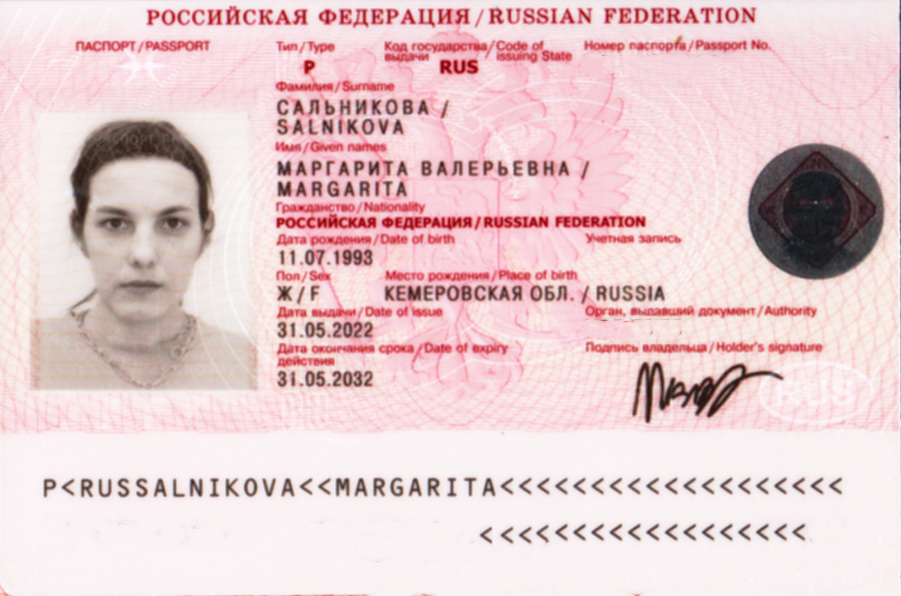 РОССИЙСКАЯ ФЕДЕРАЦИЯ / RUSSIAN FEDERATION
ПАСПОРТ / PASSPORT
Тип / Type
P
Код государства / Code of
выдачи issuing State
RUS
Номер паспорта / Passport No.
Фамилия / Surname
САЛЬНИКОВА /
SALNIKOVA
Имя / Given names
МАРГАРИТА ВАЛЕРЬЕВНА /
MARGARITA
Гражданство / Nationality
РОССИЙСКАЯ ФЕДЕРАЦИЯ / RUSSIAN FEDERATION
Дата рождения / Date of birth
Учетная запись
11.07.1993
Пол / Sex
Место рождения / Place of birth
Ж / F
КЕМЕРОВСКАЯ ОБЛ. / RUSSIA
Дата выдачи / Date of issue
Орган, выдавший документ / Authority
31.05.2022
Дата окончания срока / Date of expiry
действия
Подпись владельца / Holder's signature
31.05.2032
RUS
P<RUSSALNIKOVA<<MARGARITA<<<<<<<<<<<<<<<<<<<
<<<<<<<<<<<<<<<<<<